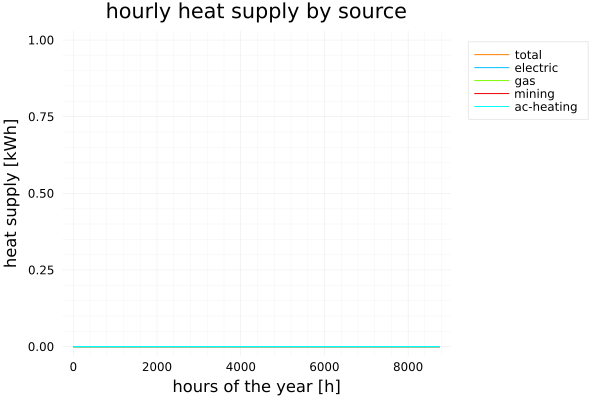 hourly heat supply by source
1.00
0.75
0.50
0.25
0.00
heat supply [kWh]
0 2000 4000 6000 8000
hours of the year [h]
total
electric
gas
mining
ac-heating